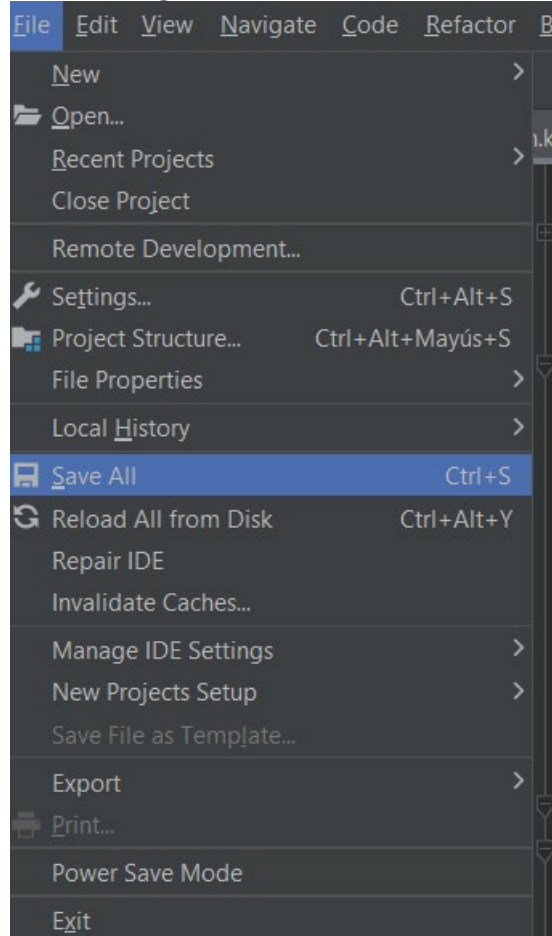 File Edit View Navigate Code Refactor B
New
Open...
Recent Projects
Close Project
Remote Development...
Settings... Ctrl+Alt+S
Project Structure... Ctrl+Alt+Mayús+S
File Properties
Local History
Save All Ctrl+S
Reload All from Disk Ctrl+Alt+Y
Repair IDE
Invalidate Caches...
Manage IDE Settings
New Projects Setup
Save File as Template...
Export
Print...
Power Save Mode
Exit